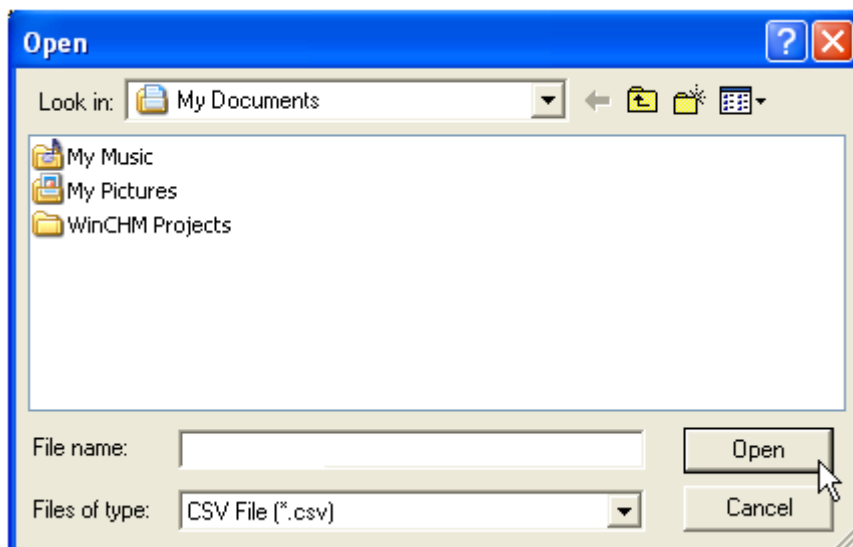 Open
Look in: My Documents
My Music
My Pictures
WinCHM Projects
File name: Open
Files of type: CSV File (*.csv) Cancel